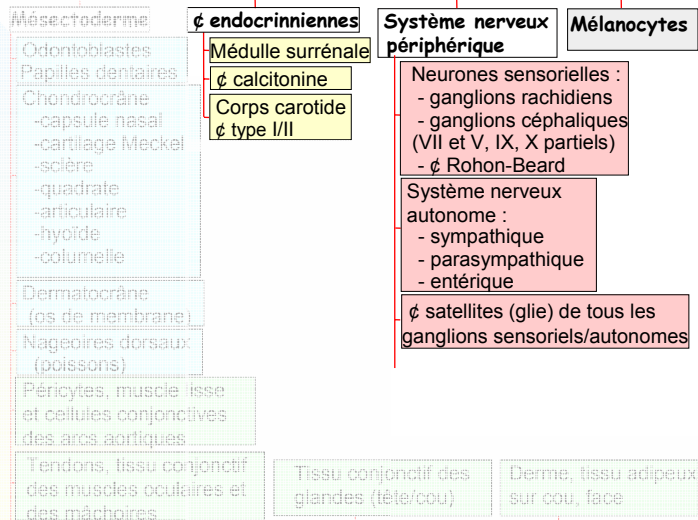 Mésectoderme
Odontoblastes
Papilles dentaires
Chondrocrâne
-capsule nasal
-cartilage Meckel
-sclère
-quadrate
-articulaire
-hyoïde
-columelle
Dermatocrâne
(os de membrane)
Nageoires dorsaux
(poissons)
Péricytes, muscle lisse
et cellules conjonctives
des arcs aortiques
Tendons, tissu conjonctif
des muscles oculaires et
des mâchoires
¢ endocrinniennes
Médulle surrénale
¢ calcitonine
Corps carotide
¢ type I/II
Système nerveux
périphérique
Neurones sensorielles :
- ganglions rachidiens
- ganglions céphaliques
(VII et V, IX, X partiels)
- ¢ Rohon-Beard
Système nerveux
autonome :
- sympathique
- parasympathique
- entérique
¢ satellites (glie) de tous les
ganglions sensoriels/autonomes
Mélanocytes
Tissu conjonctif des
glandes (tête/cou)
Derme, tissu adipeux
sur cou, face